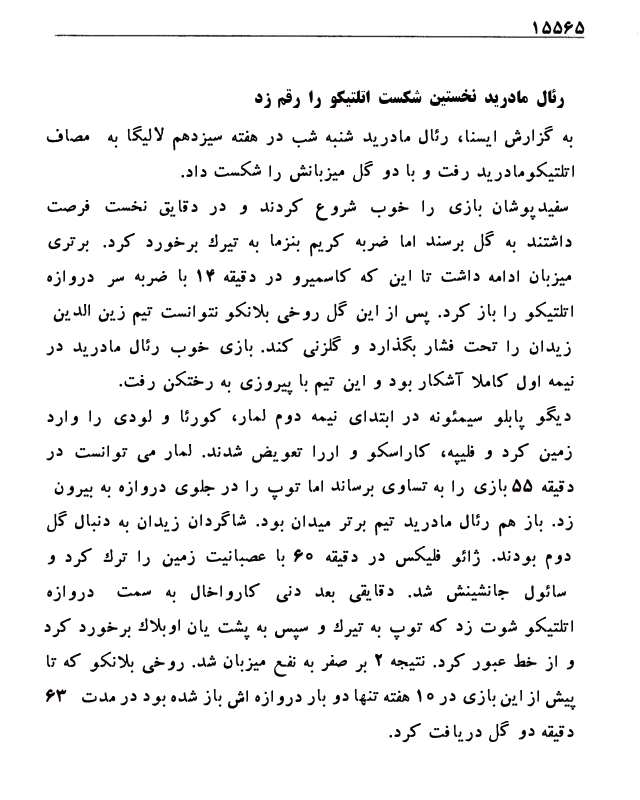 ۱۵۵۶۵
رئال مادرید نخستین شکست اتلتیکو را رقم زد
به گزارش ایسنا، رئال مادرید شنبه شب در هفته سیزدهم لالیگا به مصاف
اتلتیکومادرید رفت و با دو گل میزبانش را شکست داد.
سفیدپوشان بازی را خوب شروع کردند و در دقایق نخست فرصت
داشتند به گل برسند اما ضربه کریم بنزما به تیرك برخورد کرد. برتری
میزبان ادامه داشت تا این که کاسمیرو در دقیقه ۱۴ با ضربه سر دروازه
اتلتیکو را باز کرد. پس از این گل روخی بلانکو نتوانست تیم زین الدین
زیدان را تحت فشار بگذارد و گلزنی کند. بازی خوب رئال مادرید در
نیمه اول کاملا آشکار بود و این تیم با پیروزی به رختکن رفت.
دیگو پابلو سیمئونه در ابتدای نیمه دوم لمار، کورئا و لودی را وارد
زمین کرد و فلیپه، کاراسکو و اررا تعویض شدند. لمار می توانست در
دقیقه ۵۵ بازی را به تساوی برساند اما توپ را در جلوی دروازه به بیرون
زد. باز هم رئال مادرید تیم برتر میدان بود. شاگردان زیدان به دنبال گل
دوم بودند. ژائو فلیکس در دقیقه ۶۰ با عصبانیت زمین را ترك کرد و
سائول جانشینش شد. دقایقی بعد دنی کارواخال به سمت دروازه
اتلتیکو شوت زد که توپ به تیرك و سپس به پشت یان اوبلاك برخورد کرد
و از خط عبور کرد. نتیجه ۲ بر صفر به نفع میزبان شد. روخی بلانکو که تا
پیش از این بازی در ۱۰ هفته تنها دو بار دروازه اش باز شده بود در مدت ۶۳
دقیقه دو گل دریافت کرد.